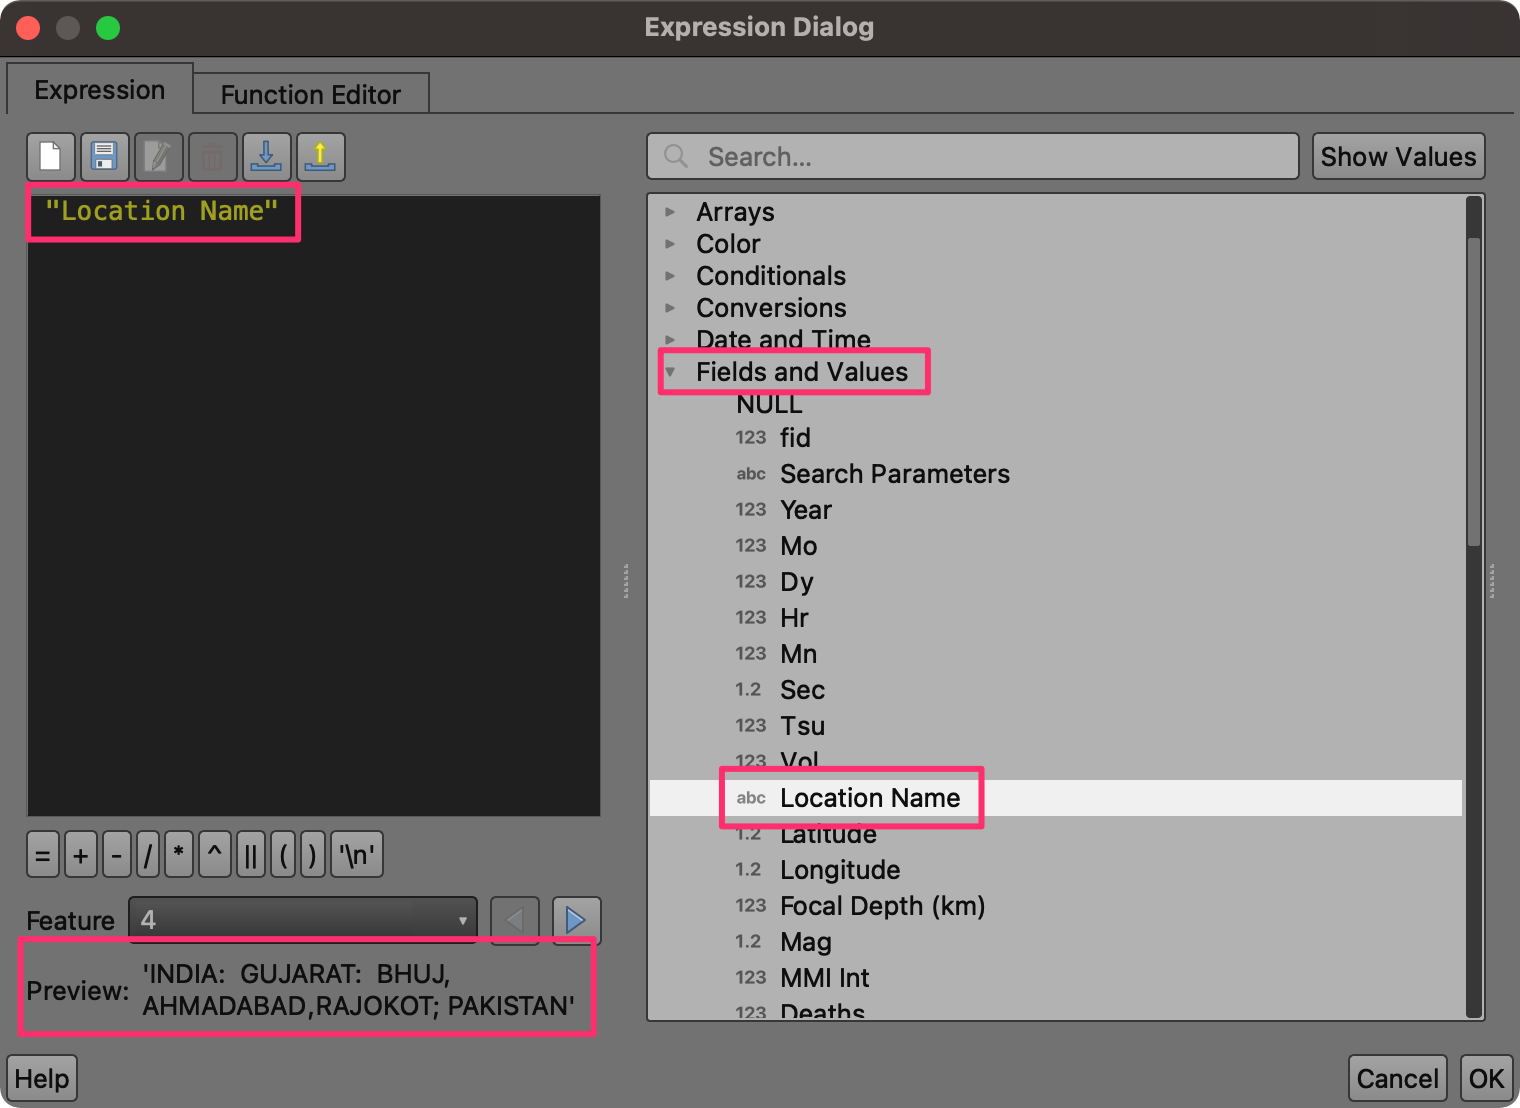 Expression Dialog
Expression
Function Editor
Search...
Show Values
"Location Name"
Arrays
Color
Conditionals
Conversions
Date and Time
Fields and Values
NULL
123 fid
abc Search Parameters
123 Year
123 Mo
123 Dy
123 Hr
123 Mn
1.2 Sec
123 Tsu
123 Vol
abc Location Name
1.2 Latitude
1.2 Longitude
123 Focal Depth (km)
1.2 Mag
123 MMI Int
123 Deaths
= + - / * ^ || ( ) '\n'
Feature 4
Preview: 'INDIA:  GUJARAT:  BHUJ,
AHMADABAD,RAJOKOT; PAKISTAN'
Help
Cancel
OK